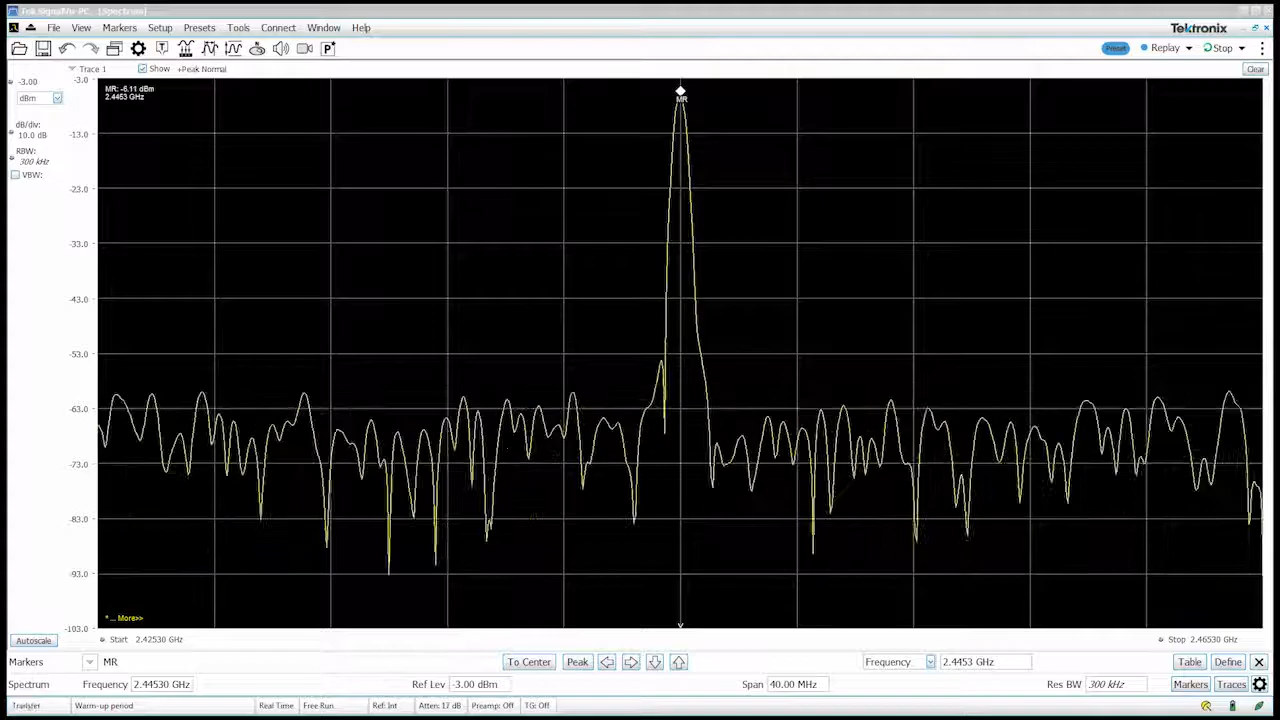 Tek SignalVu-PC - [Spectrum]
File View Markers Setup Presets Tools Connect Window Help
Tektronix
Preset Replay Stop
Trace 1 Show +Peak Normal Clear
-3.00
dBm
dB/div:
10.0 dB
RBW:
300 kHz
VBW:
-3.0
-13.0
-23.0
-33.0
-43.0
-53.0
-63.0
-73.0
-83.0
-93.0
-103.0
MR: -6.11 dBm
2.4453 GHz
MR
* ... More>>
Autoscale Start 2.42530 GHz Stop 2.46530 GHz
Markers MR To Center Peak Frequency 2.4453 GHz Table Define
Spectrum Frequency 2.44530 GHz Ref Lev -3.00 dBm Span 40.00 MHz Res BW 300 kHz Markers Traces
Transfer Warm-up period Real Time Free Run Ref: Int Atten: 17 dB Preamp: Off TG: Off